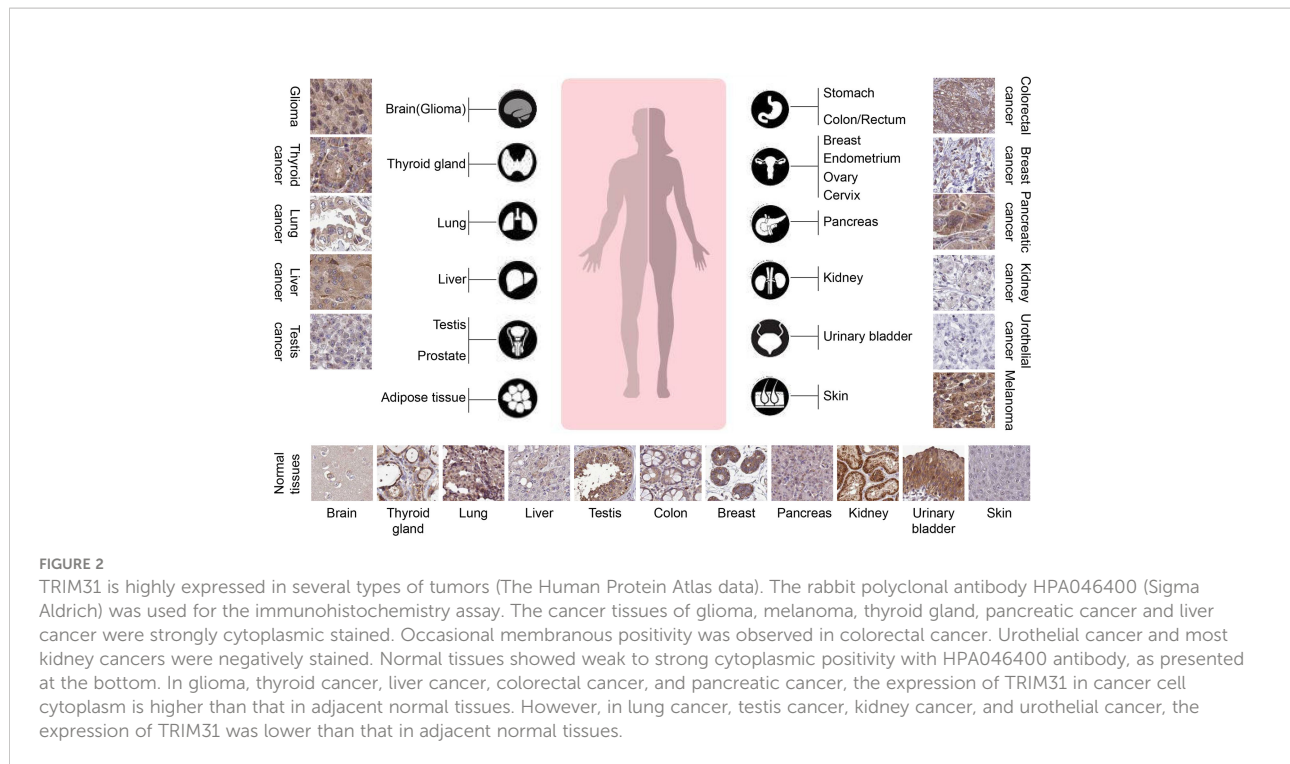 Glioma
Thyroid
cancer
Lung
cancer
Liver
cancer
Testis
cancer
Brain(Glioma)
Thyroid gland
Lung
Liver
Testis
Prostate
Adipose tissue
Stomach
Colon/Rectum
Breast
Endometrium
Ovary
Cervix
Pancreas
Kidney
Urinary bladder
Skin
Colorectal
cancer
Breast
cancer
Pancreatic
cancer
Kidney
cancer
Urothelial
cancer
Melanoma
Normal
tissues
Brain
Thyroid
gland
Lung
Liver
Testis
Colon
Breast
Pancreas
Kidney
Urinary
bladder
Skin
FIGURE 2
TRIM31 is highly expressed in several types of tumors (The Human Protein Atlas data). The rabbit polyclonal antibody HPA046400 (Sigma
Aldrich) was used for the immunohistochemistry assay. The cancer tissues of glioma, melanoma, thyroid gland, pancreatic cancer and liver
cancer were strongly cytoplasmic stained. Occasional membranous positivity was observed in colorectal cancer. Urothelial cancer and most
kidney cancers were negatively stained. Normal tissues showed weak to strong cytoplasmic positivity with HPA046400 antibody, as presented
at the bottom. In glioma, thyroid cancer, liver cancer, colorectal cancer, and pancreatic cancer, the expression of TRIM31 in cancer cell
cytoplasm is higher than that in adjacent normal tissues. However, in lung cancer, testis cancer, kidney cancer, and urothelial cancer, the
expression of TRIM31 was lower than that in adjacent normal tissues.